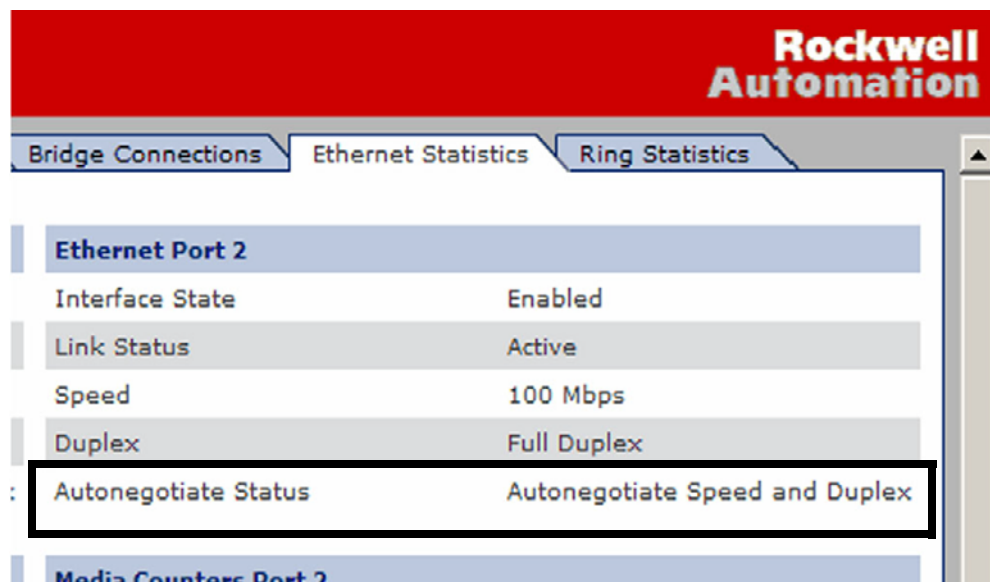 Rockwell
Automation
Bridge Connections Ethernet Statistics Ring Statistics
Ethernet Port 2
Interface State Enabled
Link Status Active
Speed 100 Mbps
Duplex Full Duplex
Autonegotiate Status Autonegotiate Speed and Duplex
Media Counters Port 2